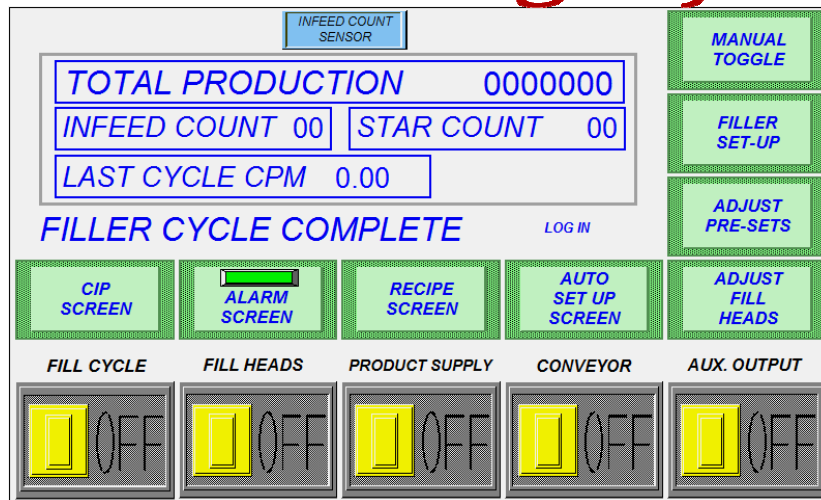 INFEED COUNT
SENSOR
TOTAL PRODUCTION 0000000
INFEED COUNT 00
STAR COUNT 00
LAST CYCLE CPM 0.00
FILLER CYCLE COMPLETE
LOG IN
MANUAL
TOGGLE
FILLER
SET-UP
ADJUST
PRE-SETS
CIP
SCREEN
ALARM
SCREEN
RECIPE
SCREEN
AUTO
SET UP
SCREEN
ADJUST
FILL
HEADS
FILL CYCLE
FILL HEADS
PRODUCT SUPPLY
CONVEYOR
AUX. OUTPUT
OFF
OFF
OFF
OFF
OFF